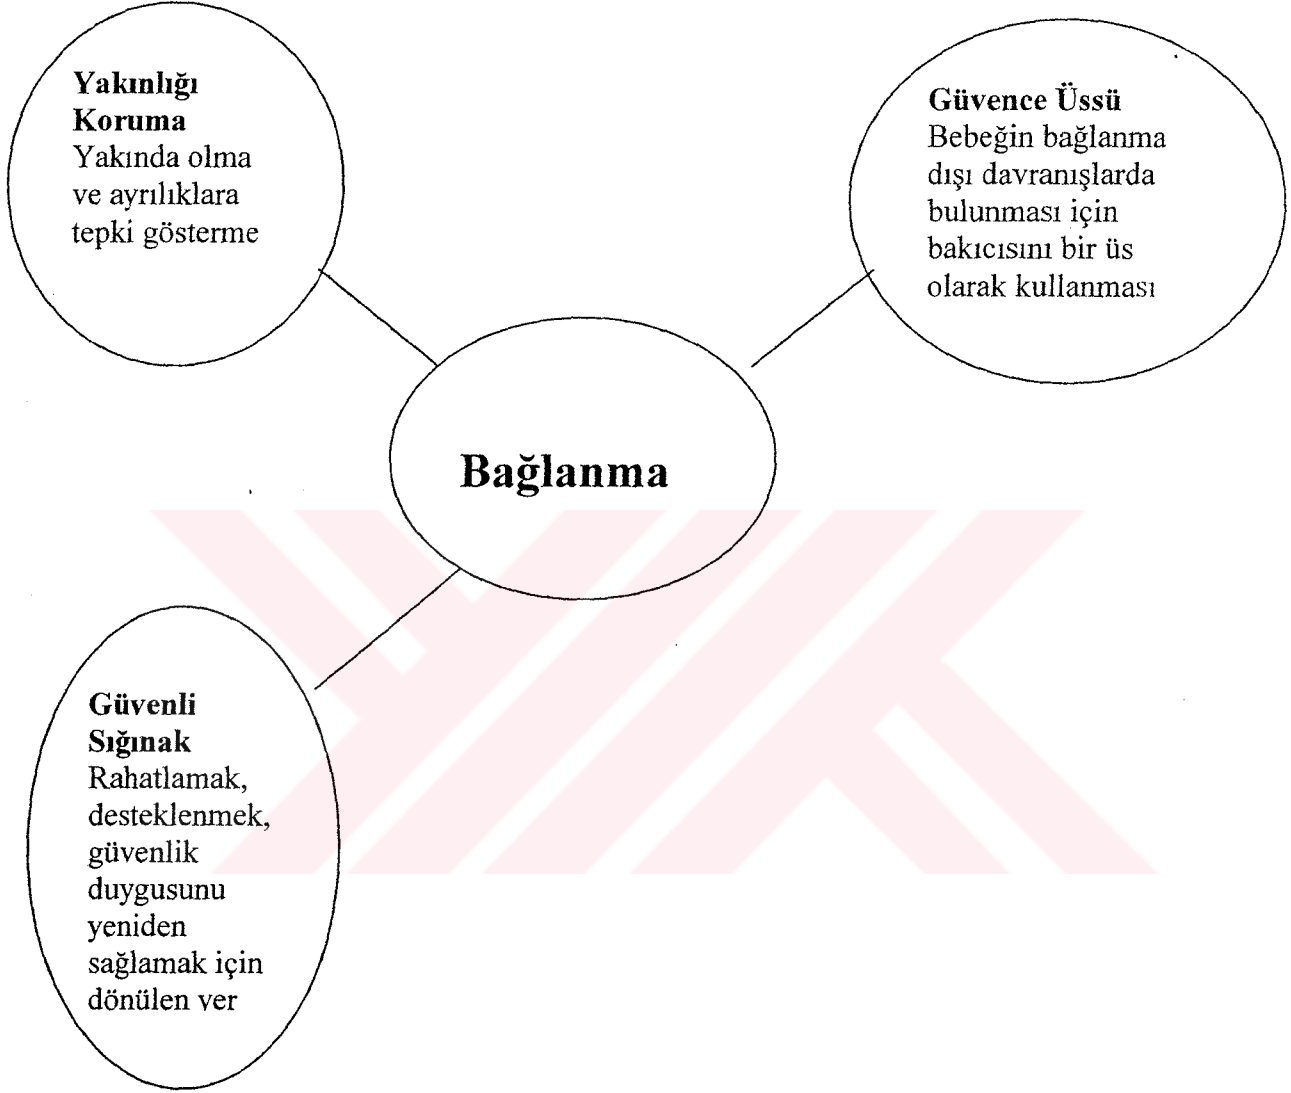 Yakınlığı
Koruma
Yakında olma
ve ayrılıklara
tepki gösterme
Güvence Üssü
Bebeğin bağlanma
dışı davranışlarda
bulunması için
bakıcısını bir üs
olarak kullanması
Bağlanma
Güvenli
Sığınak
Rahatlamak,
desteklenmek,
güvenlik
duygusunu
yeniden
sağlamak için
dönülen ver